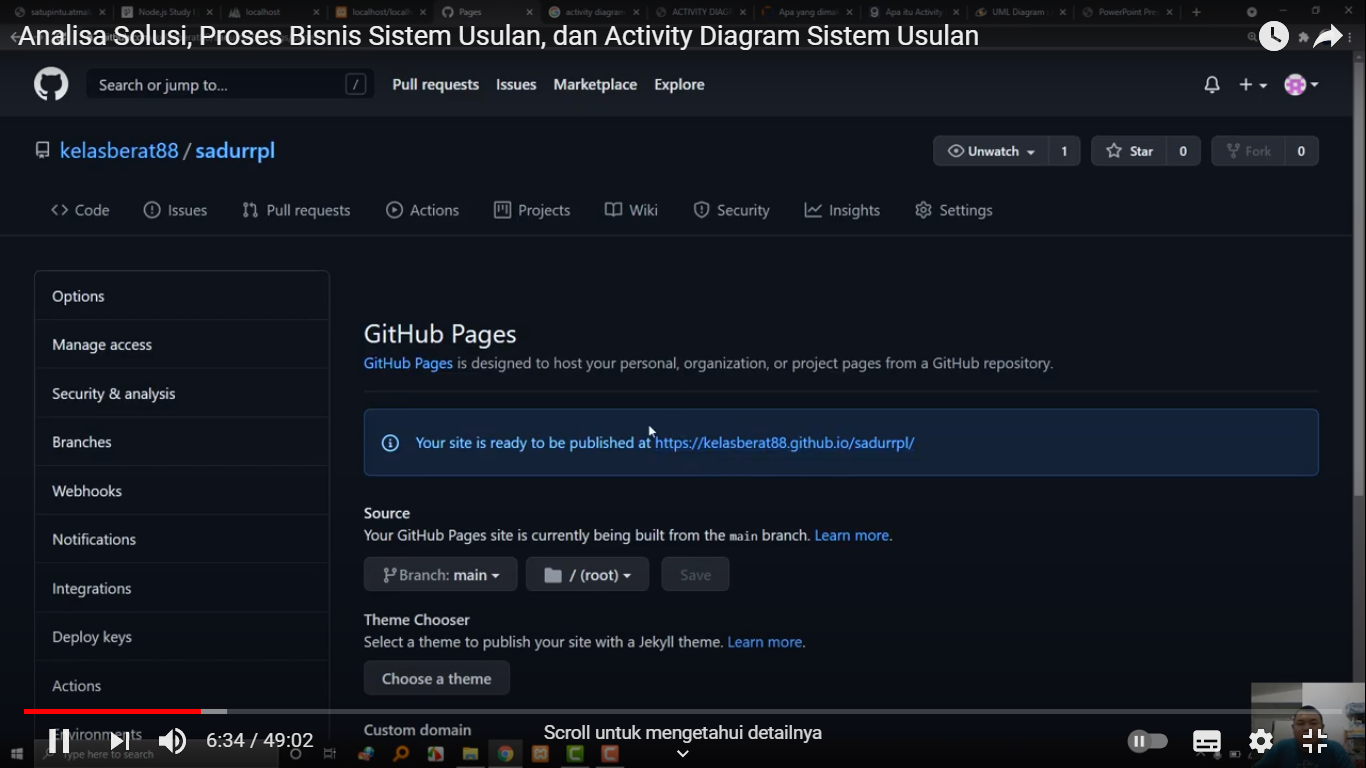 satupintu.atmal
Node.js Study
localhost
localhost/local
Pages
activity diagram
ACTIVITY DIAG
Apa yang dimal
Apa itu Activity
UML Diagram
PowerPoint Pre
Analisa Solusi, Proses Bisnis Sistem Usulan, dan Activity Diagram Sistem Usulan
Search or jump to...
/
Pull requests
Issues
Marketplace
Explore
kelasberat88 / sadurrpl
Unwatch 1
Star 0
Fork 0
Code
Issues
Pull requests
Actions
Projects
Wiki
Security
Insights
Settings
Options
Manage access
Security & analysis
Branches
Webhooks
Notifications
Integrations
Deploy keys
Actions
Environments
GitHub Pages
GitHub Pages is designed to host your personal, organization, or project pages from a GitHub repository.
Your site is ready to be published at https://kelasberat88.github.io/sadurrpl/
Source
Your GitHub Pages site is currently being built from the main branch. Learn more.
Branch: main
/ (root)
Save
Theme Chooser
Select a theme to publish your site with a Jekyll theme. Learn more.
Choose a theme
Custom domain
6:34 / 49:02
Scroll untuk mengetahui detailnya
Type here to search